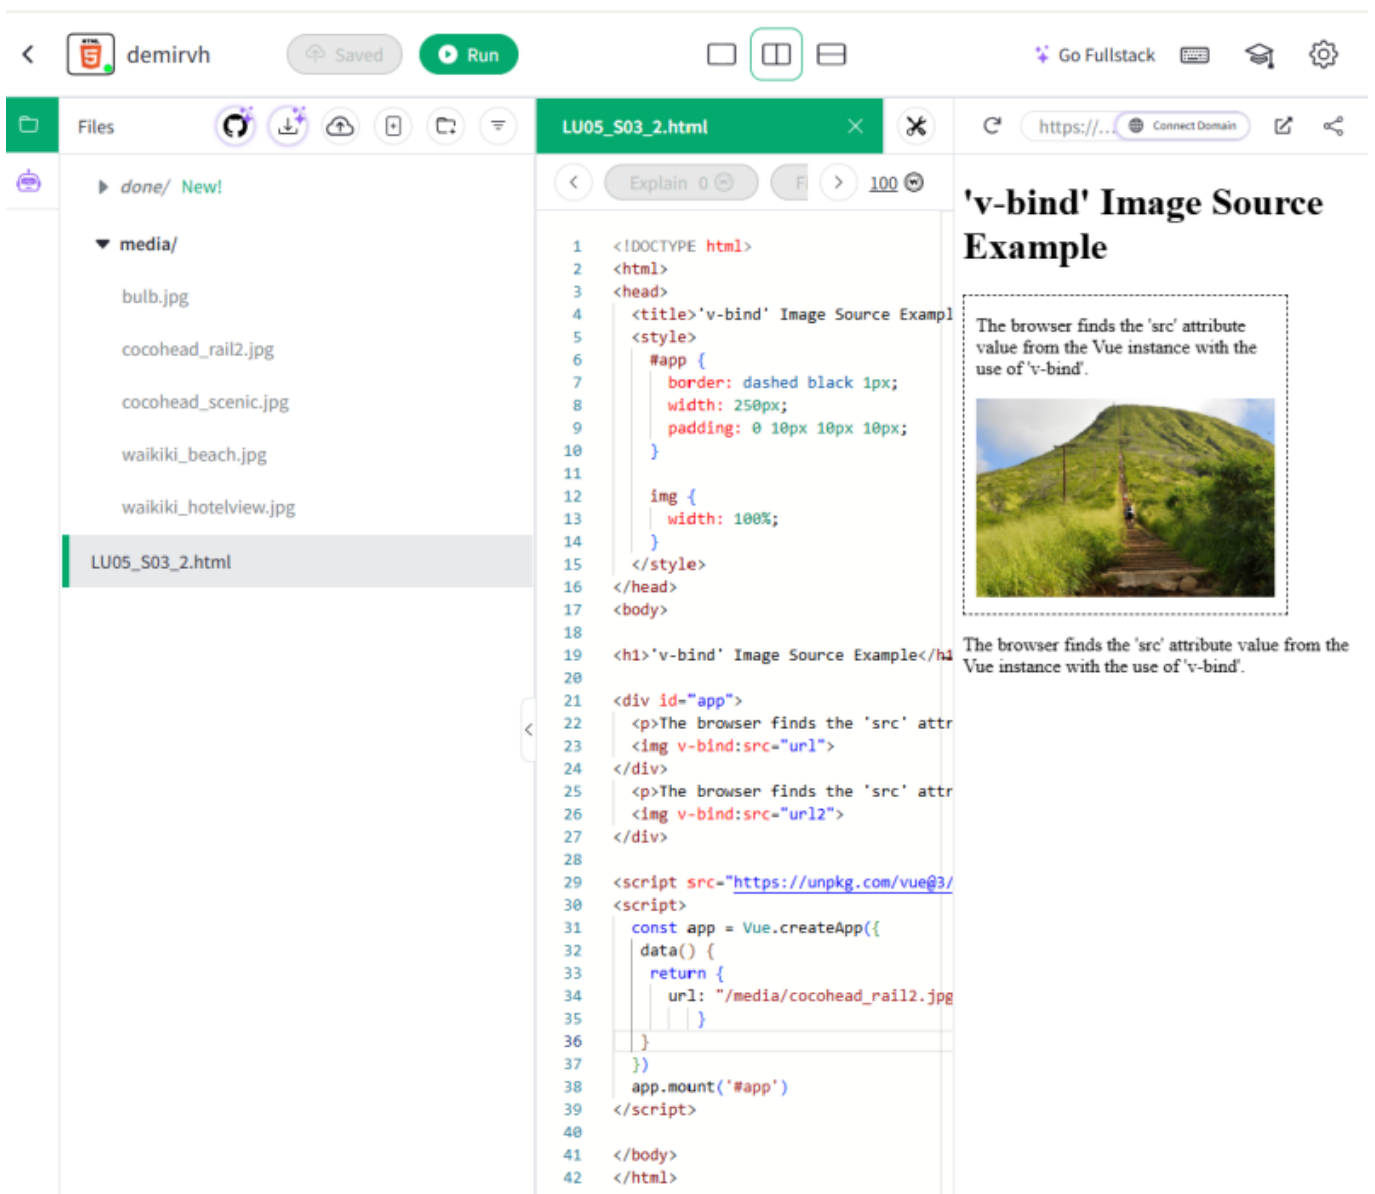 demirvh
Saved
Run
Go Fullstack
Files
done/ New!
media/
bulb.jpg
cocohead_rail2.jpg
cocohead_scenic.jpg
waikiki_beach.jpg
waikiki_hotelview.jpg
LU05_S03_2.html
LU05_S03_2.html
Explain 0
100
1 <!DOCTYPE html>
2 <html>
3 <head>
4 <title>'v-bind' Image Source Exampl
5 <style>
6 #app {
7 border: dashed black 1px;
8 width: 250px;
9 padding: 0 10px 10px 10px;
10 }
11
12 img {
13 width: 100%;
14 }
15 </style>
16 </head>
17 <body>
18
19 <h1>'v-bind' Image Source Example</h1
20
21 <div id="app">
22 <p>The browser finds the 'src' attr
23 <img v-bind:src="url">
24 </div>
25 <p>The browser finds the 'src' attr
26 <img v-bind:src="url2">
27 </div>
28
29 <script src="https://unpkg.com/vue@3/
30 <script>
31 const app = Vue.createApp({
32 data() {
33 return {
34 url: "/media/cocohead_rail2.jpg
35 }
36 }
37 })
38 app.mount('#app')
39 </script>
40
41 </body>
42 </html>
https://... Connect Domain
'v-bind' Image Source
Example
The browser finds the 'src' attribute
value from the Vue instance with the
use of 'v-bind'.
The browser finds the 'src' attribute value from the
Vue instance with the use of 'v-bind'.